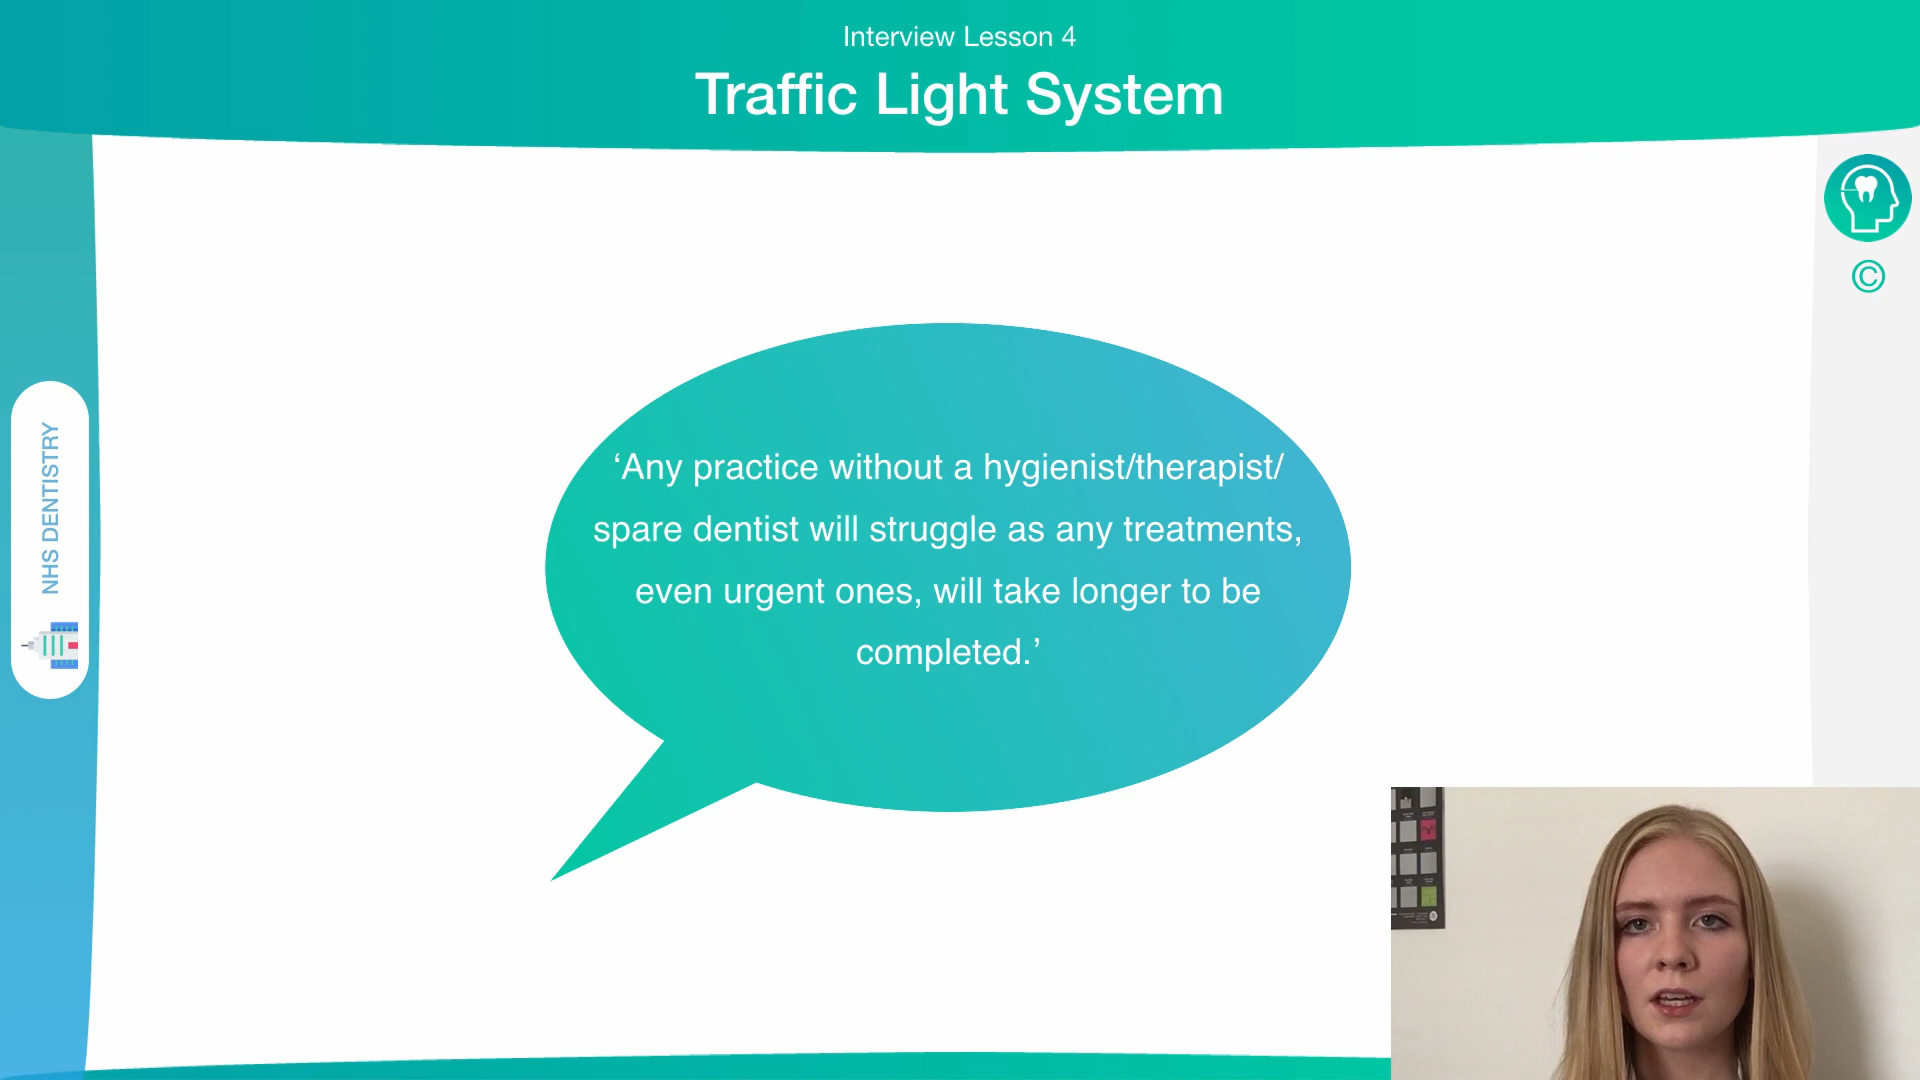 Interview Lesson 4
Traffic Light System
NHS DENTISTRY
©
‘Any practice without a hygienist/therapist/
spare dentist will struggle as any treatments,
even urgent ones, will take longer to be
completed.’